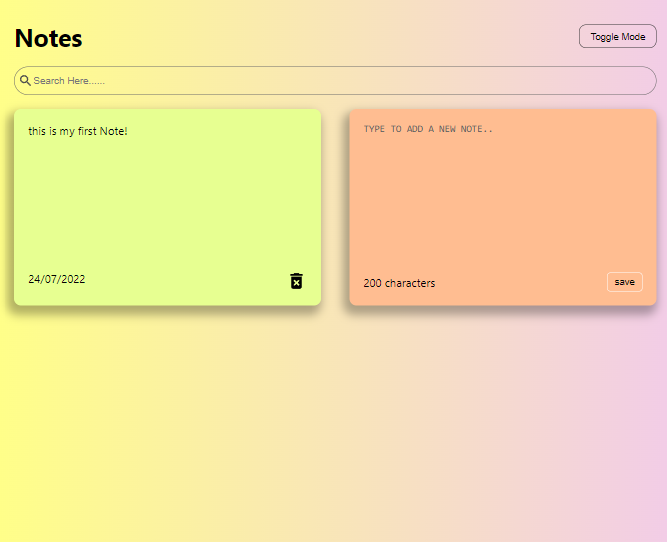 Notes
Toggle Mode
Search Here......
this is my first Note!
24/07/2022
TYPE TO ADD A NEW NOTE..
200 characters
save